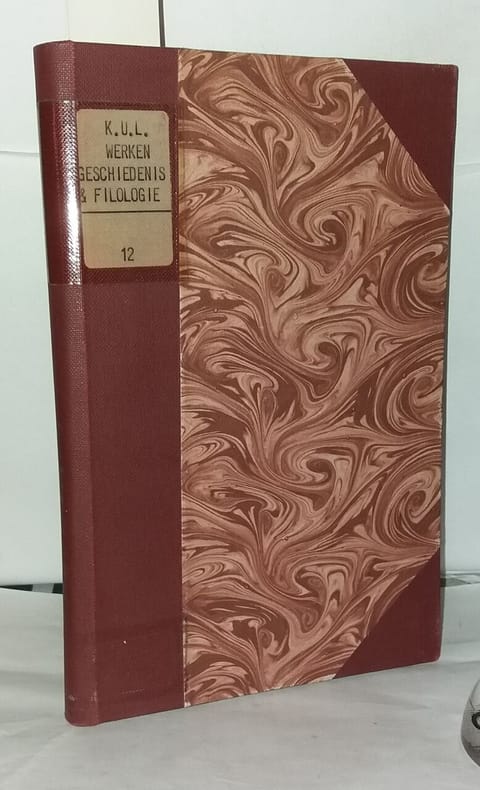 K.U.L.
WERKEN
GESCHIEDENIS
& FILOLOGIE
12